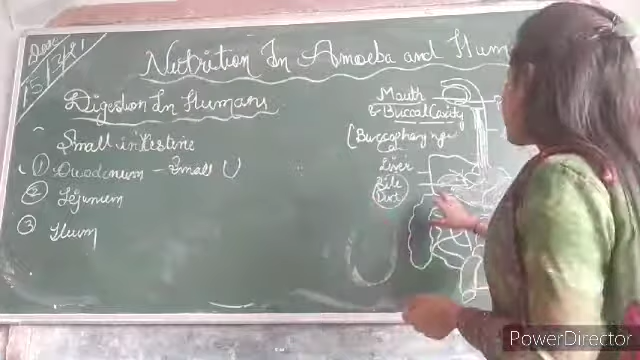 Date
15/3/21
Nutrition In Amoeba and Hum
Digestion In Humans
Small intestine
① Duodenum - Small U
② Jejunum
③ Ileum
Mouth
& Buccal Cavity
Liver
Bile
Duct
PowerDirector